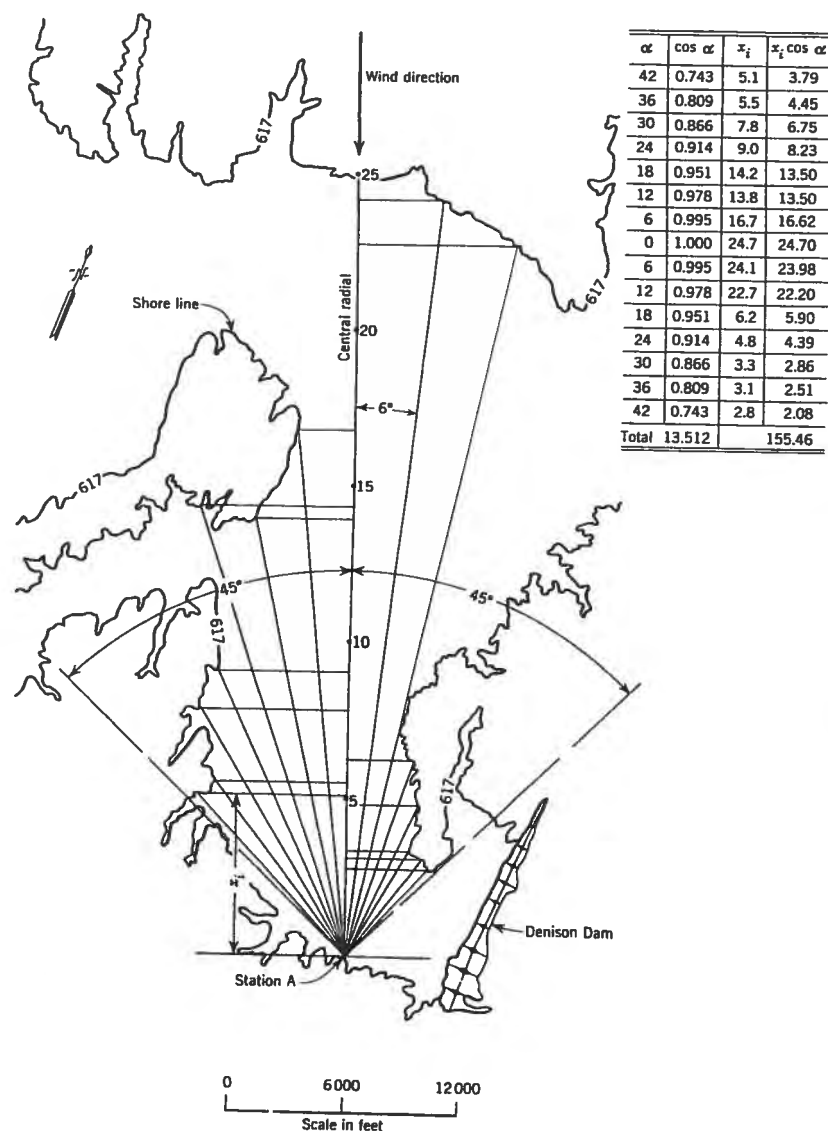 Wind direction
617
25
617
Shore line
Central radial
20
6°
617
15
45°
45°
617
10
617
5
x_i
Denison Dam
Station A
0 6000 12000
Scale in feet
α cos α x_i x_i cos α
42 0.743 5.1 3.79
36 0.809 5.5 4.45
30 0.866 7.8 6.75
24 0.914 9.0 8.23
18 0.951 14.2 13.50
12 0.978 13.8 13.50
6 0.995 16.7 16.62
0 1.000 24.7 24.70
6 0.995 24.1 23.98
12 0.978 22.7 22.20
18 0.951 6.2 5.90
24 0.914 4.8 4.39
30 0.866 3.3 2.86
36 0.809 3.1 2.51
42 0.743 2.8 2.08
Total 13.512 155.46